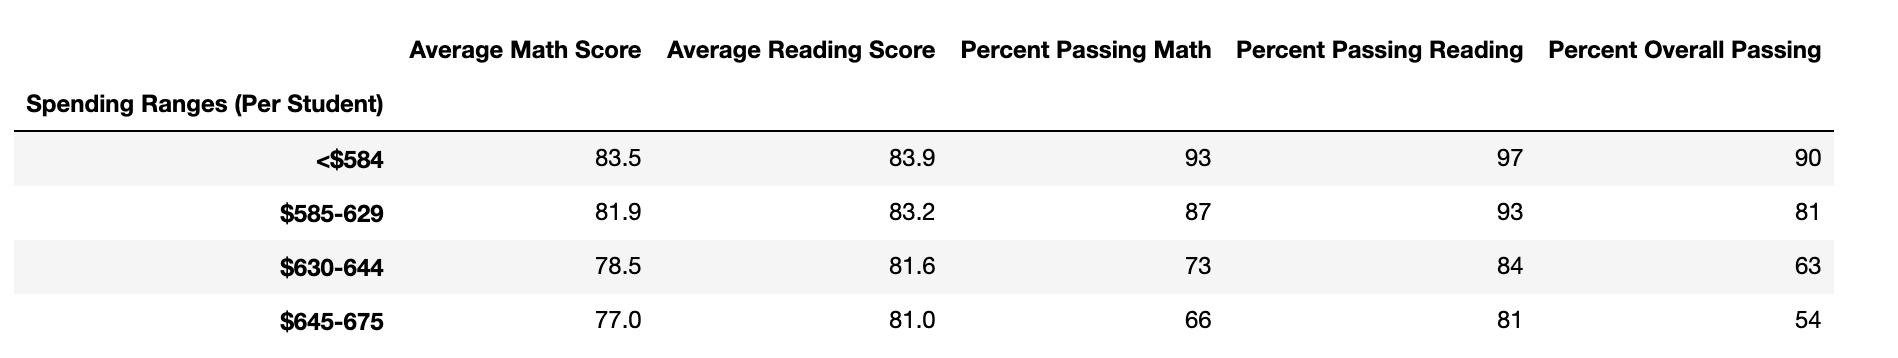 Average Math Score Average Reading Score Percent Passing Math Percent Passing Reading Percent Overall Passing
Spending Ranges (Per Student)
<$584 83.5 83.9 93 97 90
$585-629 81.9 83.2 87 93 81
$630-644 78.5 81.6 73 84 63
$645-675 77.0 81.0 66 81 54